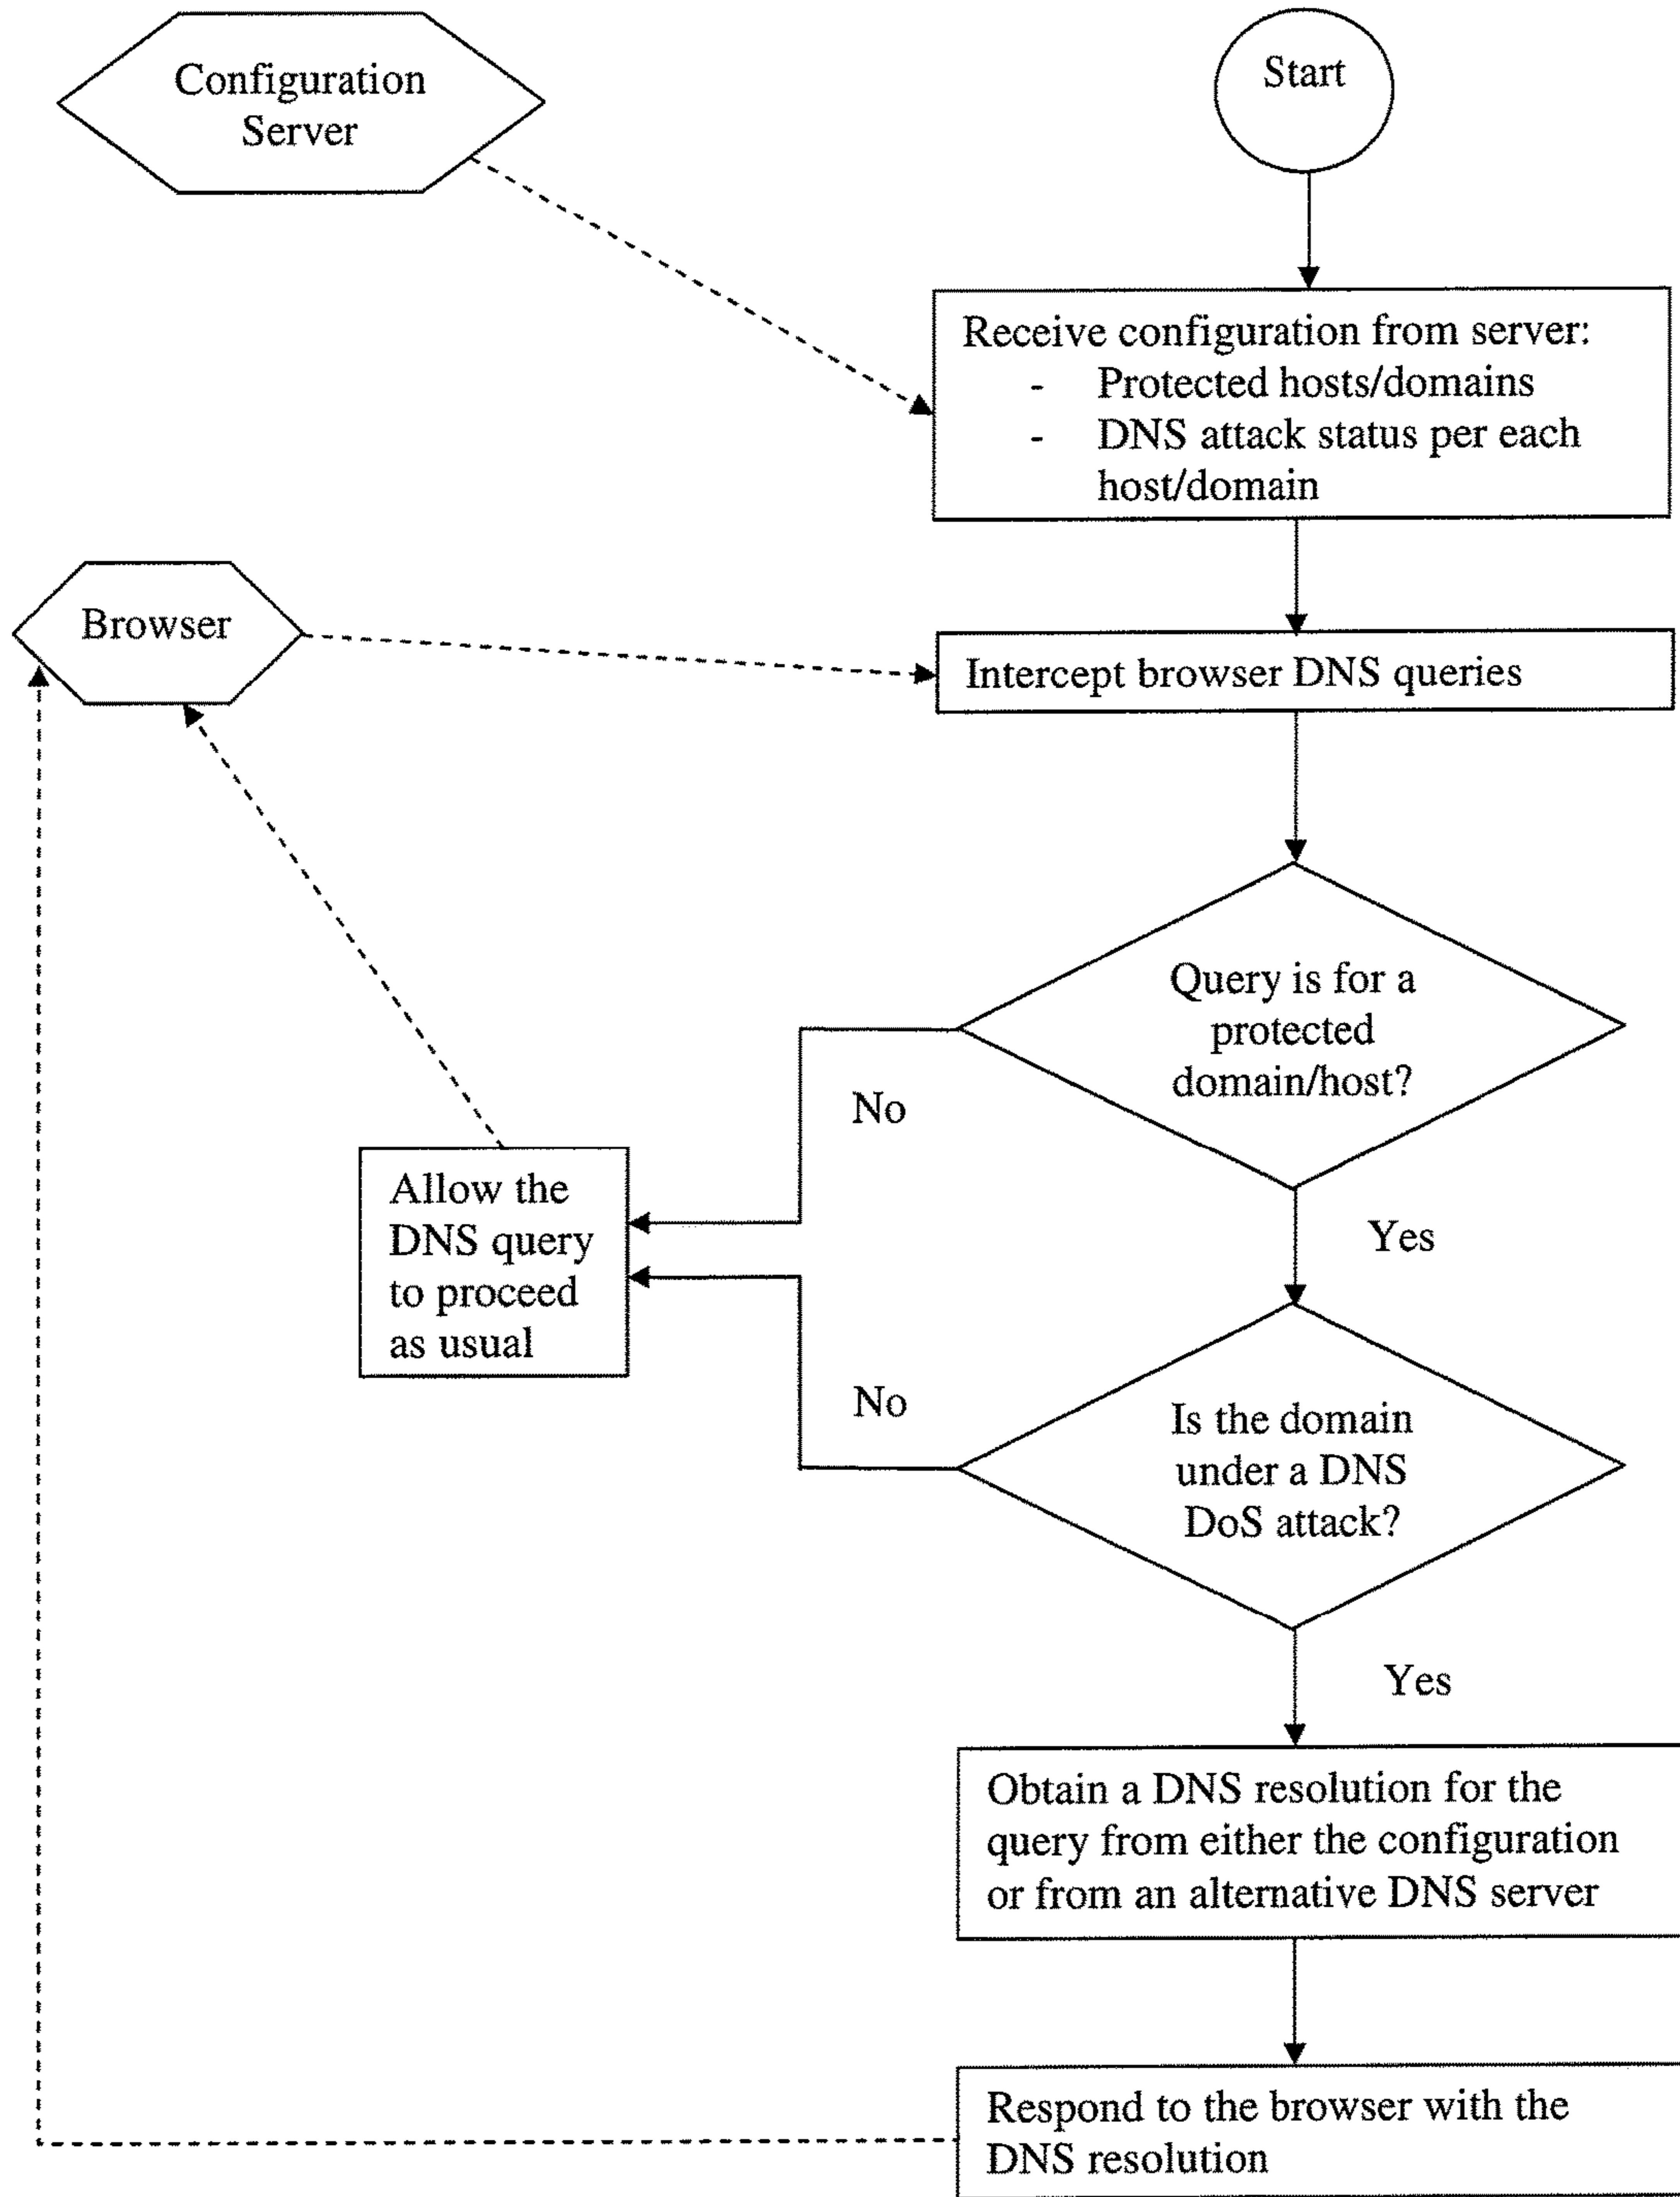 Configuration
Server
Start
Receive configuration from server:
- Protected hosts/domains
- DNS attack status per each
host/domain
Browser
Intercept browser DNS queries
Query is for a
protected
domain/host?
No
Yes
Allow the
DNS query
to proceed
as usual
No
Is the domain
under a DNS
DoS attack?
Yes
Obtain a DNS resolution for the
query from either the configuration
or from an alternative DNS server
Respond to the browser with the
DNS resolution